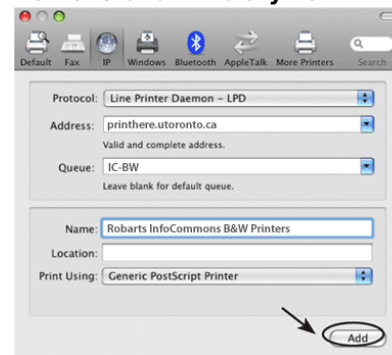 Default Fax IP Windows Bluetooth AppleTalk More Printers Search
Protocol: Line Printer Daemon – LPD
Address: printhere.utoronto.ca
Valid and complete address.
Queue: IC-BW
Leave blank for default queue.
Name: Robarts InfoCommons B&W Printers
Location:
Print Using: Generic PostScript Printer
Add